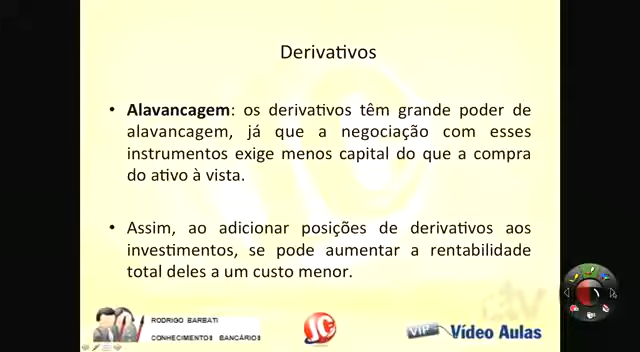 Derivativos
• Alavancagem: os derivativos têm grande poder de
alavancagem, já que a negociação com esses
instrumentos exige menos capital do que a compra
do ativo à vista.
• Assim, ao adicionar posições de derivativos aos
investimentos, se pode aumentar a rentabilidade
total deles a um custo menor.
RODRIGO BARBATI
CONHECIMENTOS BANCÁRIOS
JC
VIP Vídeo Aulas